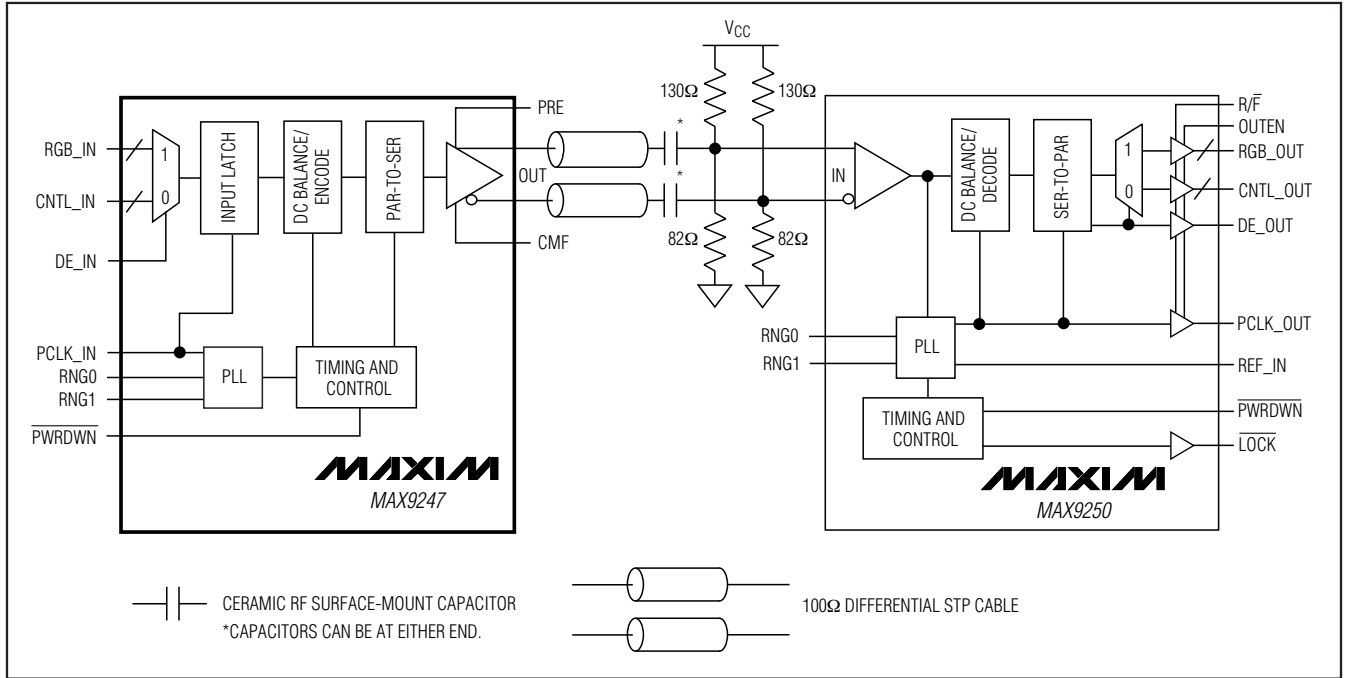 VCC
130Ω
130Ω
*
*
82Ω
82Ω
RGB_IN
CNTL_IN
DE_IN
PCLK_IN
RNG0
RNG1
PWRDWN
1
0
INPUT LATCH
DC BALANCE/
ENCODE
PAR-TO-SER
PLL
TIMING AND
CONTROL
PRE
OUT
CMF
MAXIM
MAX9247
IN
RNG0
RNG1
PLL
DC BALANCE/
DECODE
SER-TO-PAR
1
0
TIMING AND
CONTROL
R/F
OUTEN
RGB_OUT
CNTL_OUT
DE_OUT
PCLK_OUT
REF_IN
PWRDWN
LOCK
MAXIM
MAX9250
CERAMIC RF SURFACE-MOUNT CAPACITOR
*CAPACITORS CAN BE AT EITHER END.
100Ω DIFFERENTIAL STP CABLE